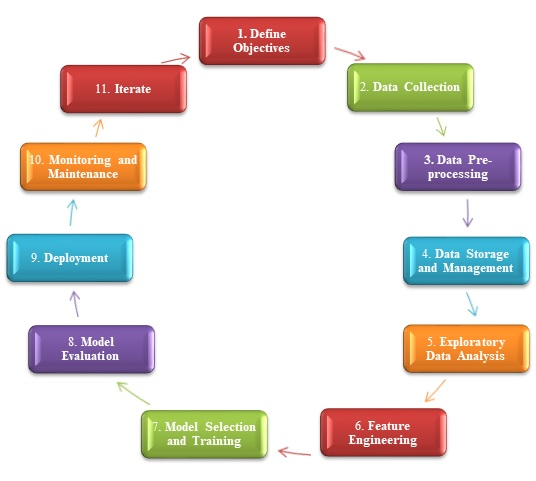 1. Define
Objectives
2. Data Collection
3. Data Pre-
processing
4. Data Storage
and Management
5. Exploratory
Data Analysis
6. Feature
Engineering
7. Model Selection
and Training
8. Model
Evaluation
9. Deployment
10. Monitoring and
Maintenance
11. Iterate